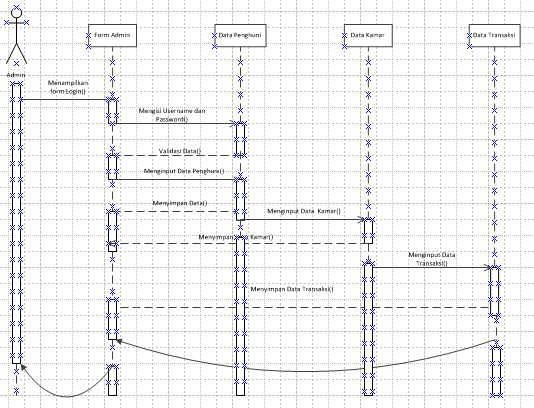 Form Admin
Data Penghuni
Data Kamar
Data Transaksi
Admin
Menampilkan
form Login()
Mengisi Username dan
Password()
Validasi Data()
Menginput Data Penghuni()
Menyimpan Data()
Menginput Data Kamar()
Menyimpan Kamar()
Menginput Data
Transaksi()
Menyimpan Data Transaksi()